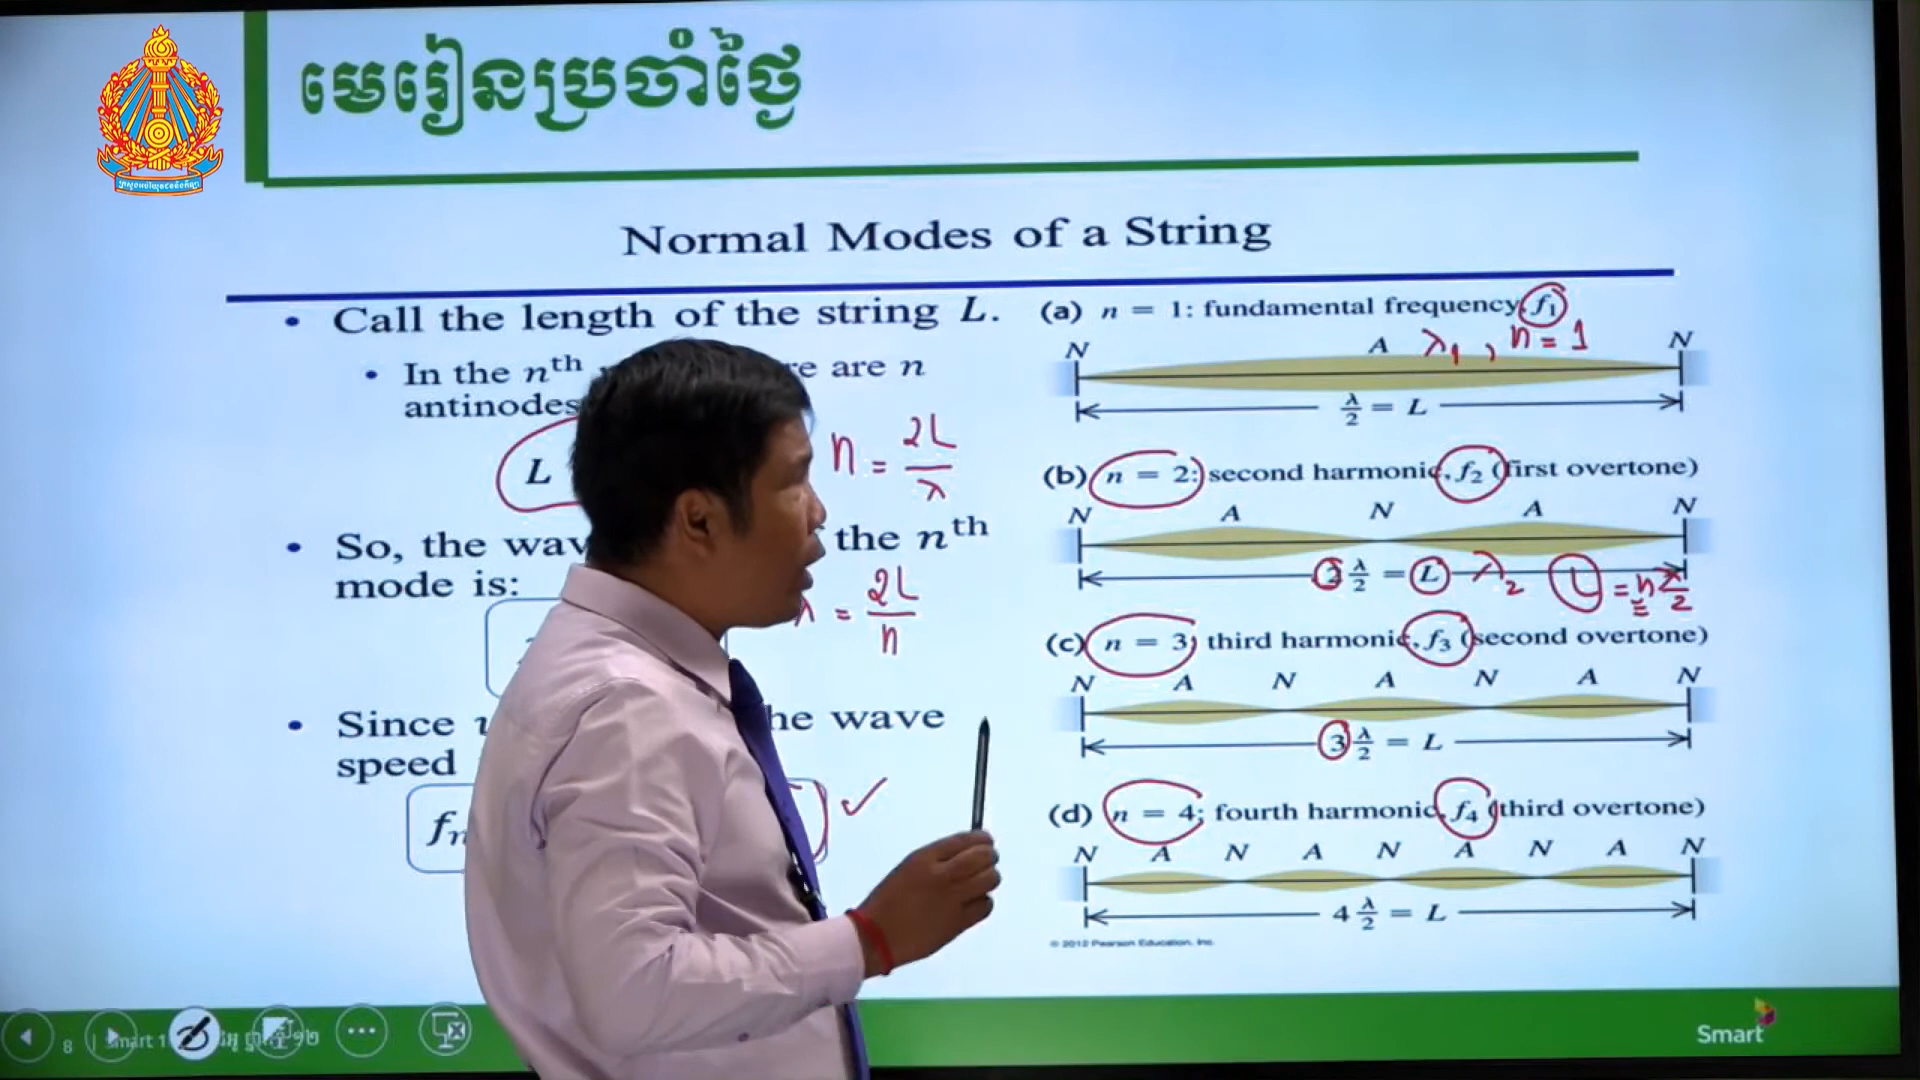 មេរៀនប្រចាំថ្ងៃ
Normal Modes of a String
• Call the length of the string L.
• In the nth are n
antinodes
L
n = 2L/λ
• So, the the nth
mode is:
λ = 2L/n
• Since the wave
speed
fn ✓
(a) n = 1: fundamental frequency, f1
N A N
λ1 , n = 1
λ/2 = L
(b) n = 2: second harmonic, f2 (first overtone)
N A N A N
2 λ/2 = L λ2 L = n λ/2
(c) n = 3; third harmonic, f3 (second overtone)
N A N A N A N
3 λ/2 = L
(d) n = 4; fourth harmonic, f4 (third overtone)
N A N A N A N A N
4 λ/2 = L
© 2012 Pearson Education, Inc.
8 | Smart
Smart